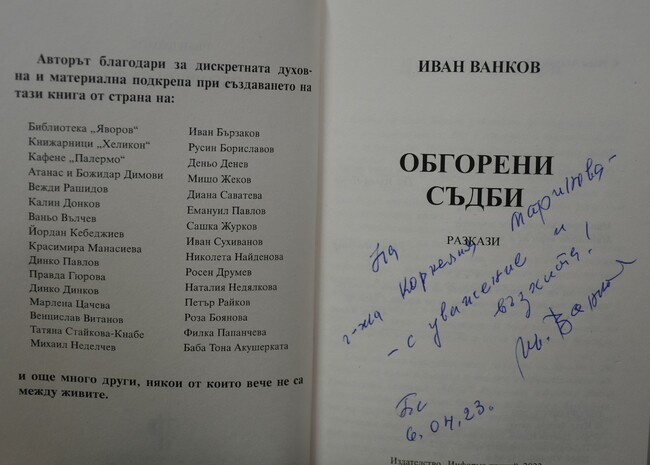 Авторът благодари за дискретната духов-
на и материална подкрепа при създаването на
тази книга от страна на:
Библиотека „Яворов"
Книжарници „Хеликон"
Кафене „Палермо"
Атанас и Божидар Димови
Вежди Рашидов
Калин Донков
Ваньо Вълчев
Йордан Кебеджиев
Красимира Манасиева
Динко Павлов
Правда Гюрова
Динко Динков
Марлена Цачева
Венцислав Витанов
Татяна Стайкова-Кнабе
Михаил Неделчев
Иван Бързаков
Русин Бориславов
Деньо Денев
Мишо Жеков
Диана Саватева
Емануил Павлов
Сашка Журков
Иван Сухиванов
Николета Найденова
Росен Друмев
Наталия Недялкова
Петър Райков
Роза Боянова
Филка Папанчева
Баба Тона Акушерката
и още много други, някои от които вече не са
между живите.
ИВАН ВАНКОВ
ОБГОРЕНИ
СЪДБИ
РАЗКАЗИ
На
г-жа Корнелия Маринова -
- с уважение и
възхита!
Ив. Ванков
Бс
6.04.23.
Издателство